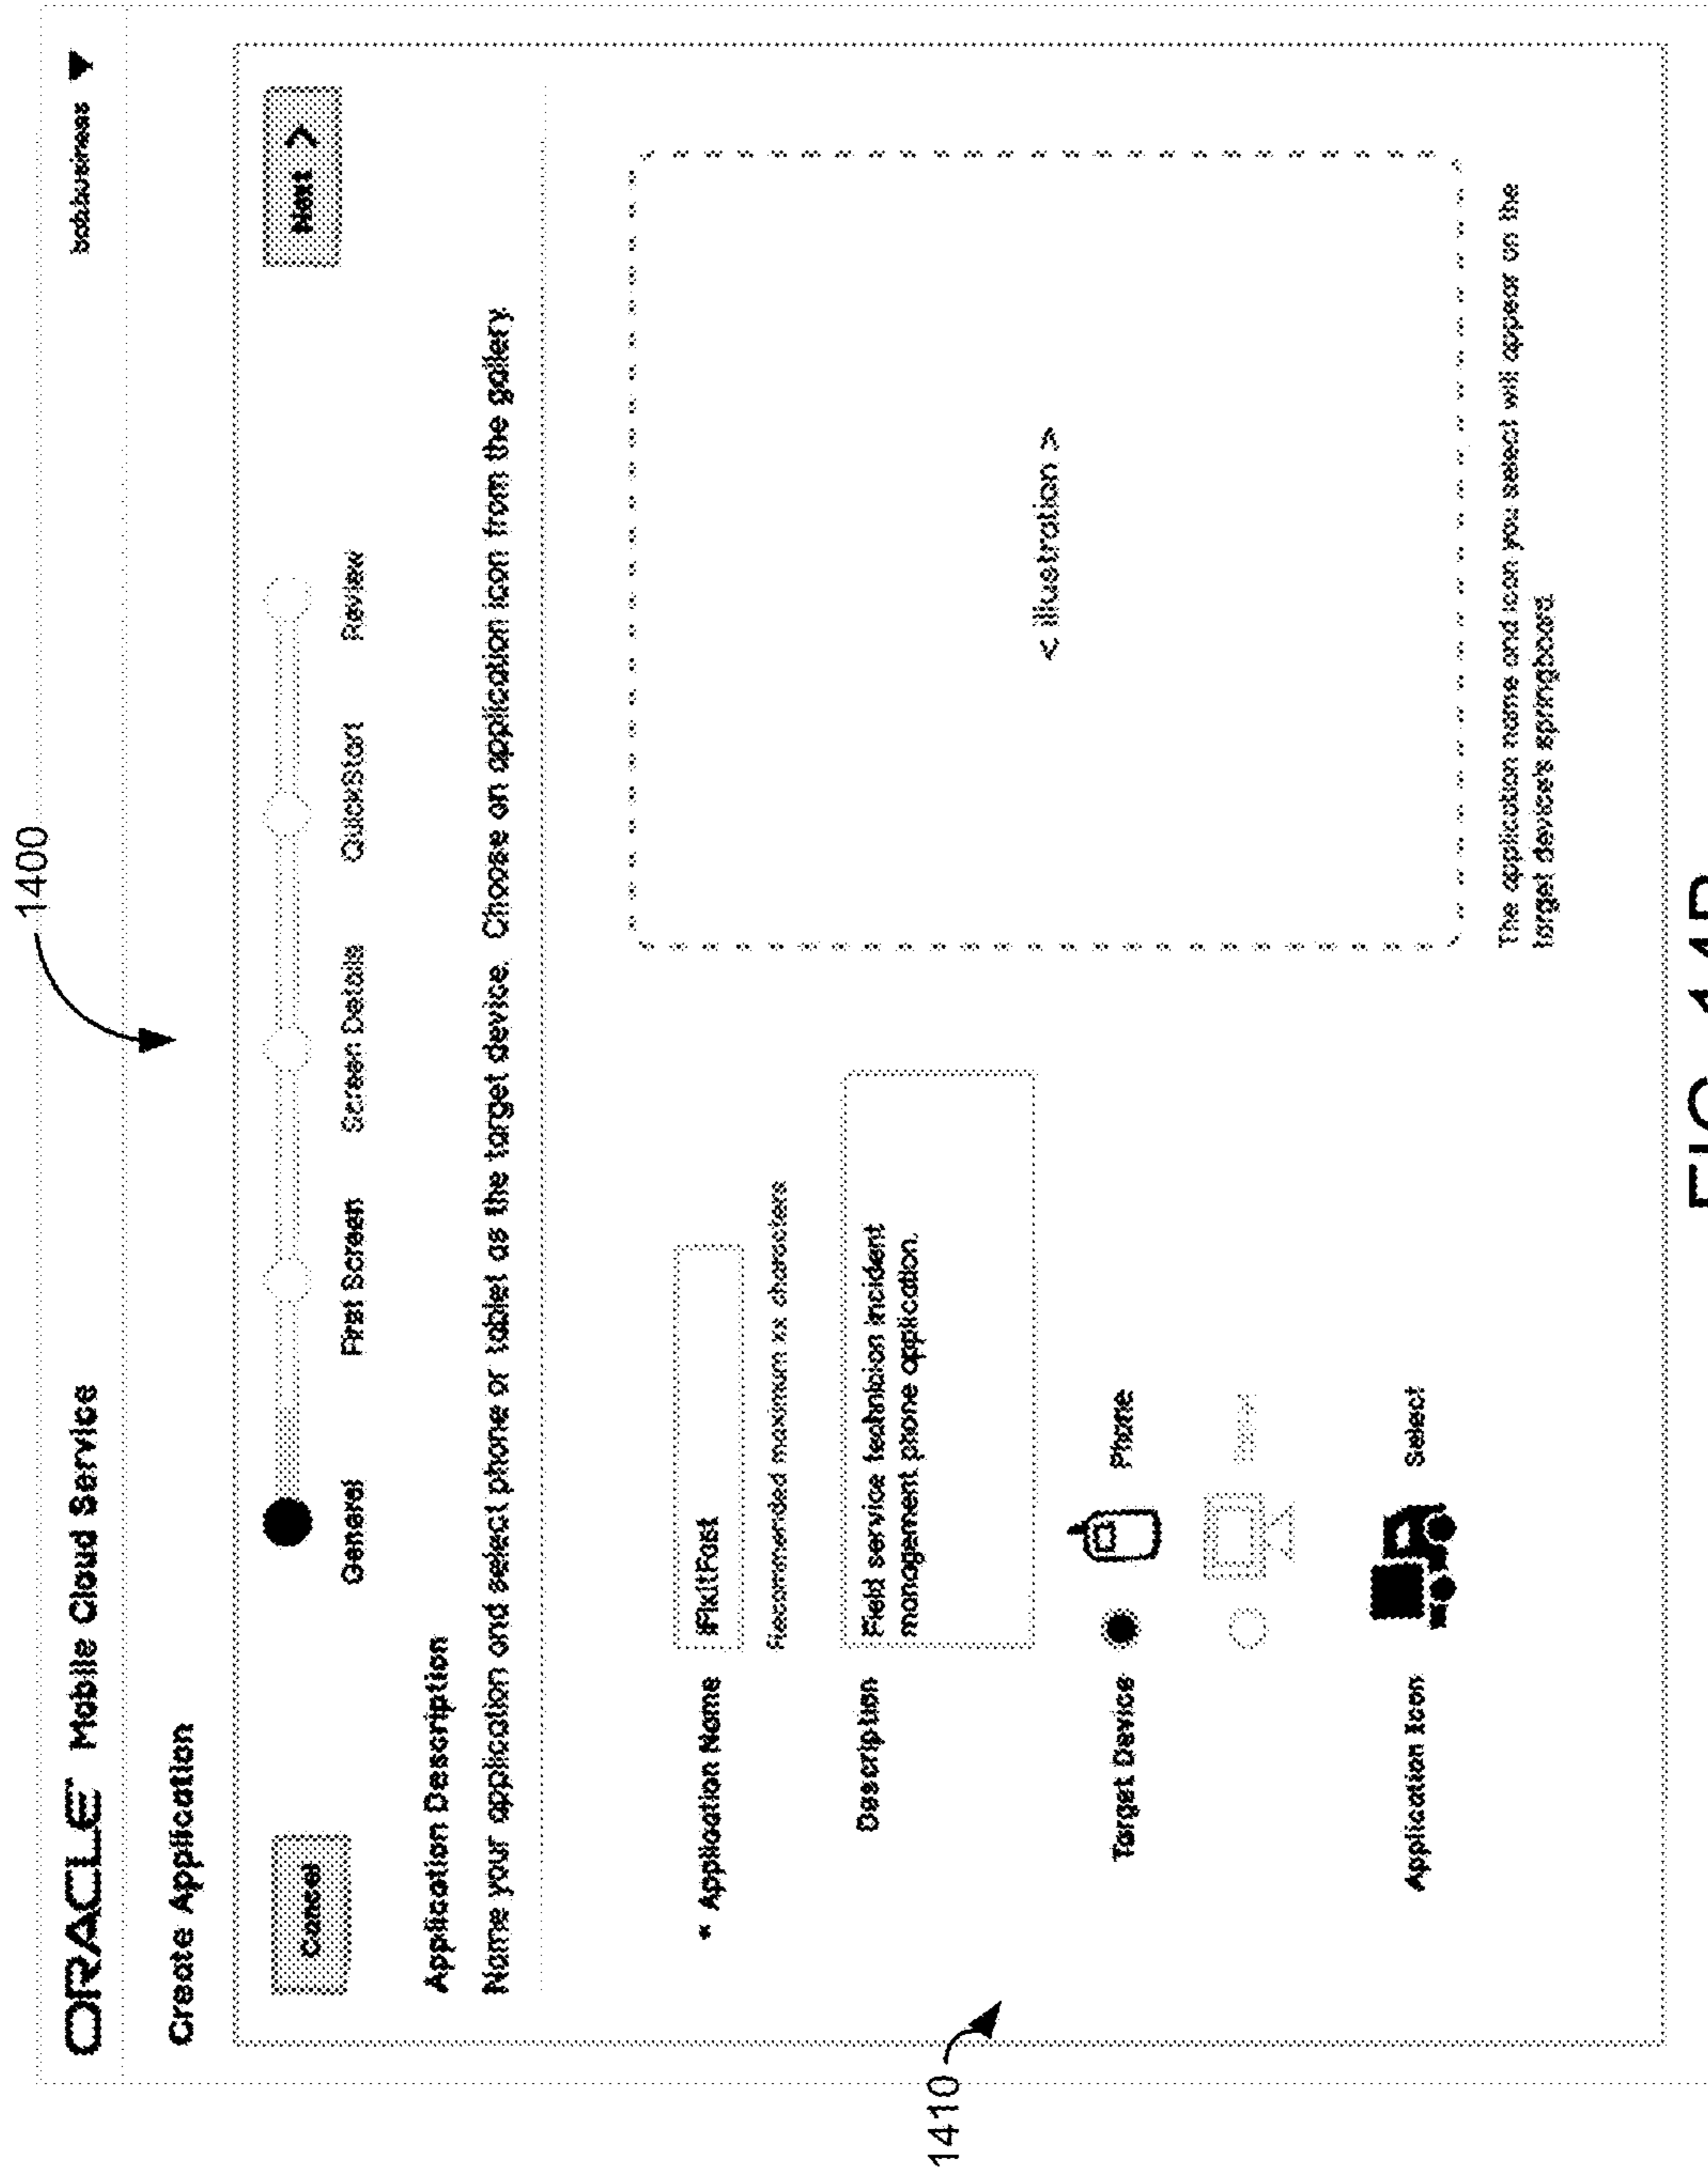 1400
ORACLE Mobile Cloud Service
bobbusiness
Create Application
Cancel
Next >
General
First Screen
Screen Details
QuickStart
Review
Application Description
Name your application and select phone or tablet as the target device. Choose an application icon from the gallery.
* Application Name
iFixitFast
Recommended maximum xx characters
Description
Field service technician incident
management phone application.
Target Device
Phone
Application Icon
Select
< illustration >
The application name and icon you select will appear on the
target device's springboard.
1410